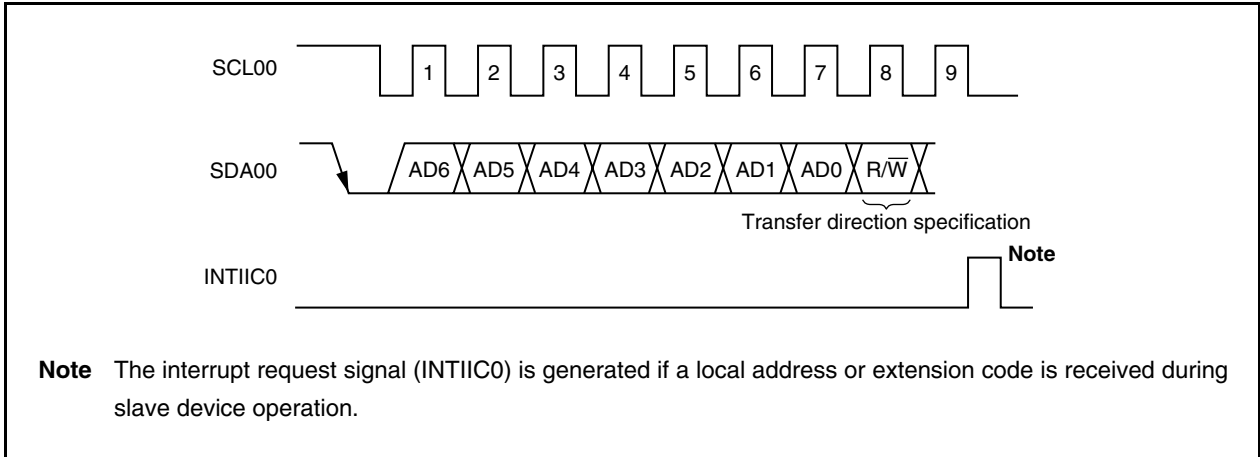 SCL00 1 2 3 4 5 6 7 8 9
SDA00 AD6 AD5 AD4 AD3 AD2 AD1 AD0 R/W̅
Transfer direction specification
Note
INTIIC0
Note The interrupt request signal (INTIIC0) is generated if a local address or extension code is received during
slave device operation.